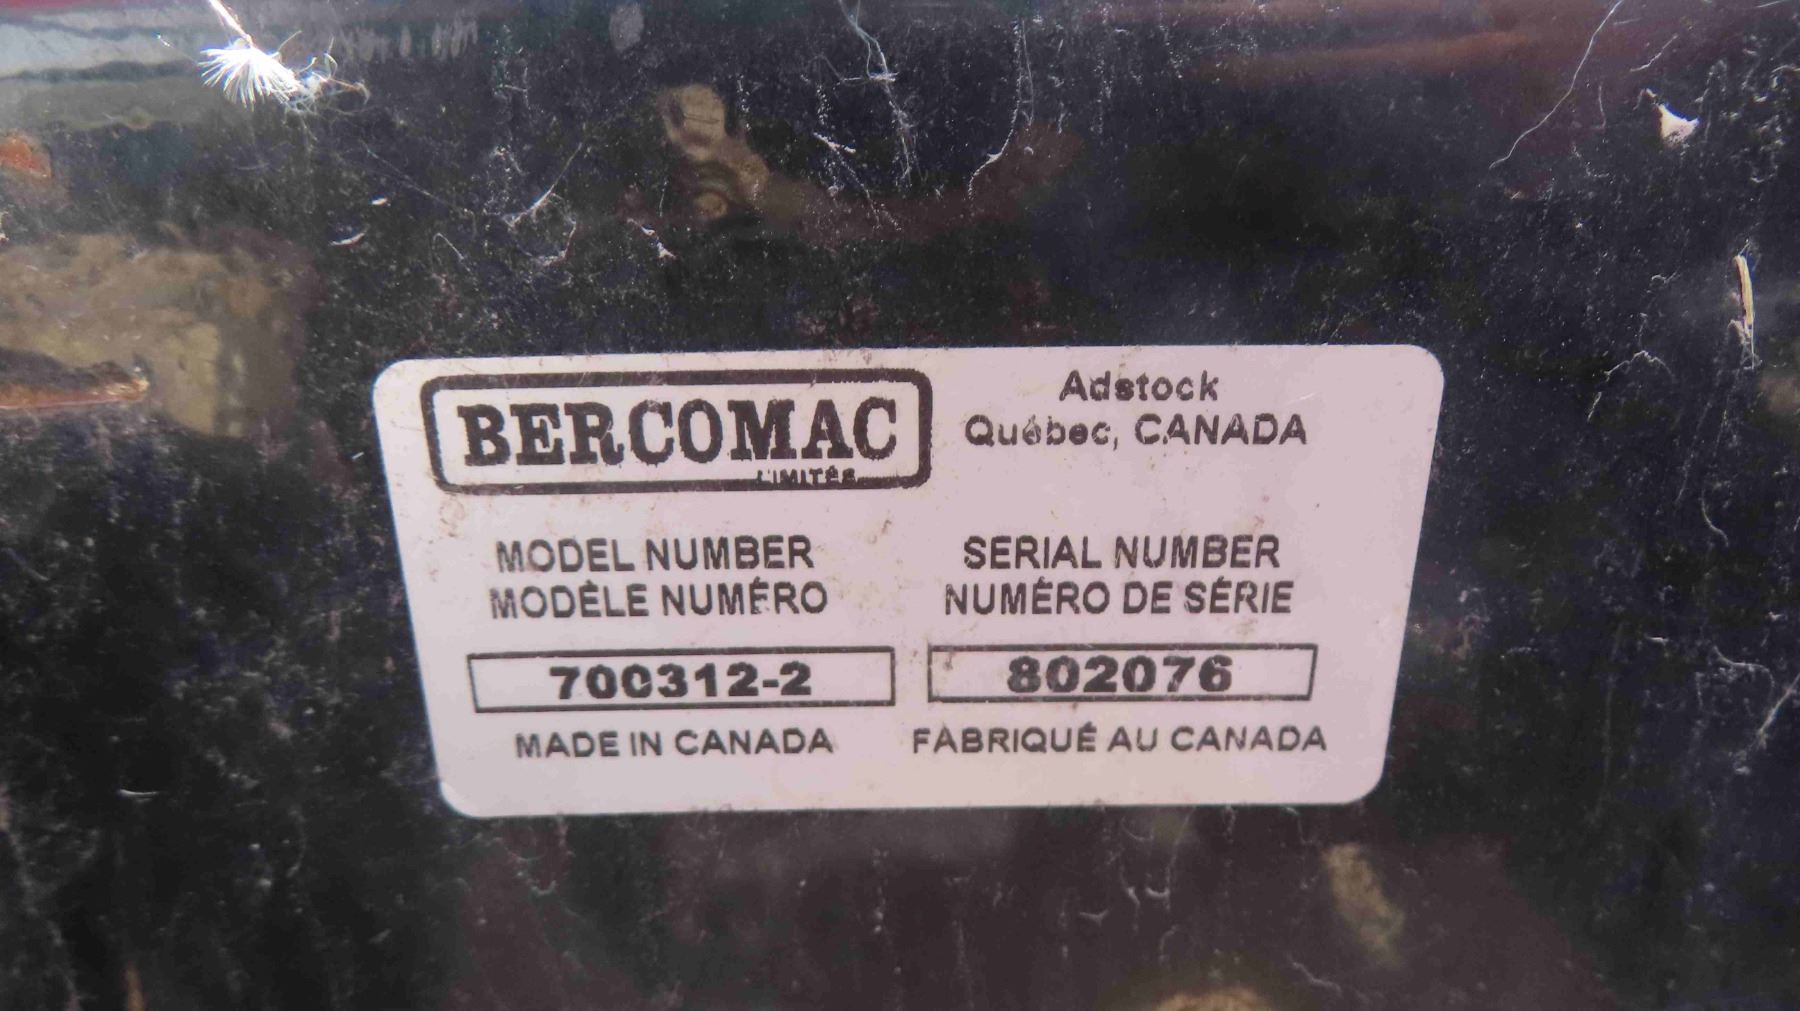 BERCOMAC
LIMITÉE
Adstock
Québec, CANADA
MODEL NUMBER
MODÈLE NUMÉRO
700312-2
SERIAL NUMBER
NUMÉRO DE SÉRIE
802076
MADE IN CANADA
FABRIQUÉ AU CANADA